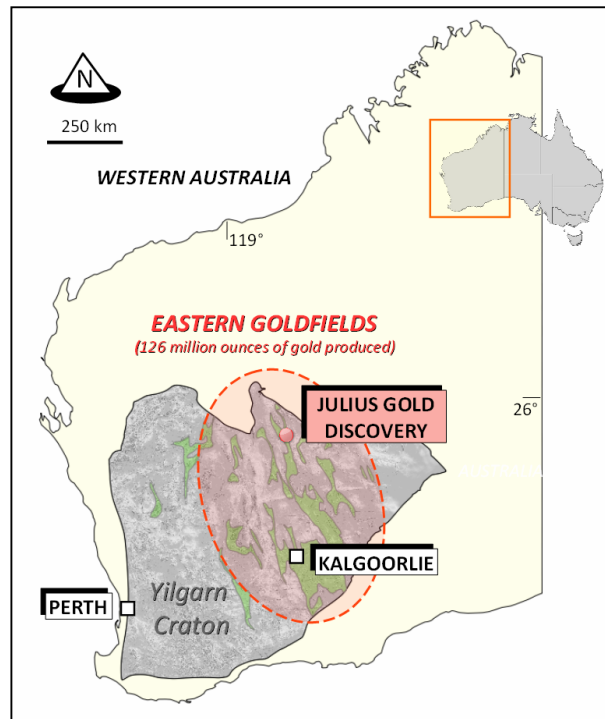 N
250 km
WESTERN AUSTRALIA
119°
EASTERN GOLDFIELDS
(126 million ounces of gold produced)
JULIUS GOLD
DISCOVERY
26°
AUSTRALIA
KALGOORLIE
PERTH
Yilgarn
Craton